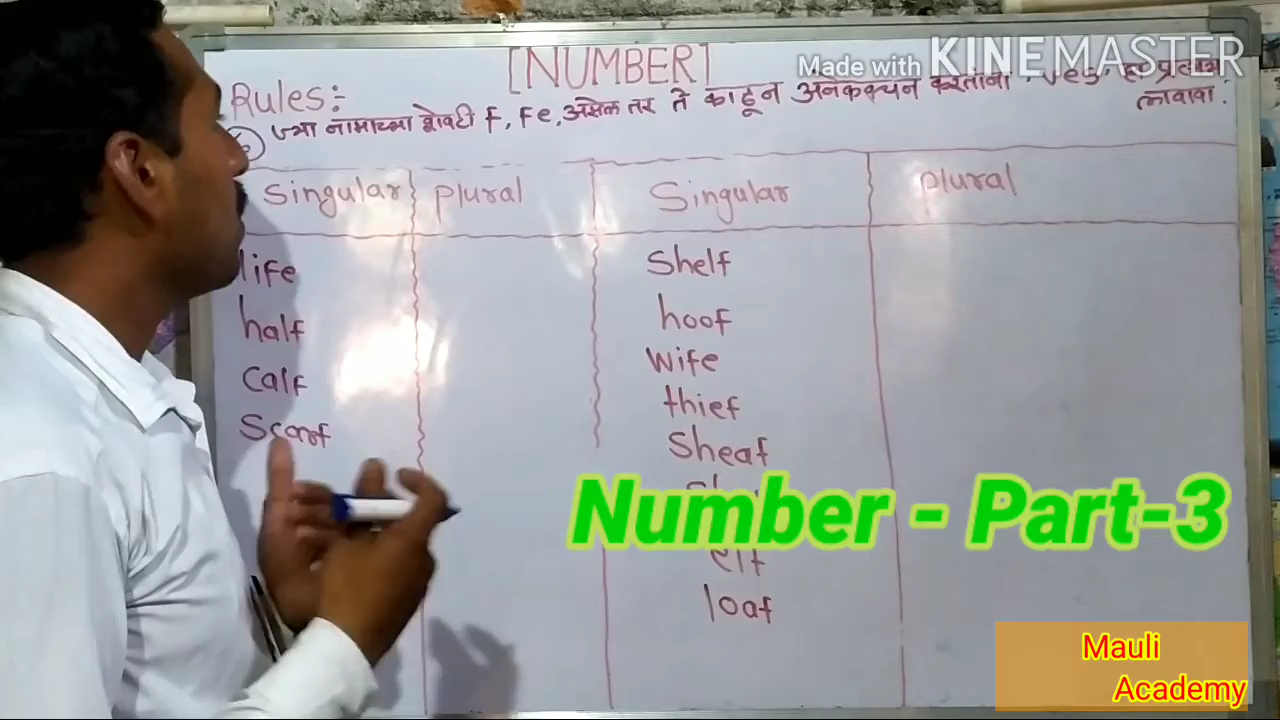 [NUMBER]
Made with KINEMASTER
Rules:-
ज्या नामाच्या शेवटी f, Fe, असेल तर ते काढून अनेकवचन करताना 'ves' हा प्रत्यय
लावावा.
Singular plural Singular plural
life Shelf
half hoof
Calf Wife
Scarf thief
Sheaf
Number - Part-3
elf
loaf
Mauli
Academy